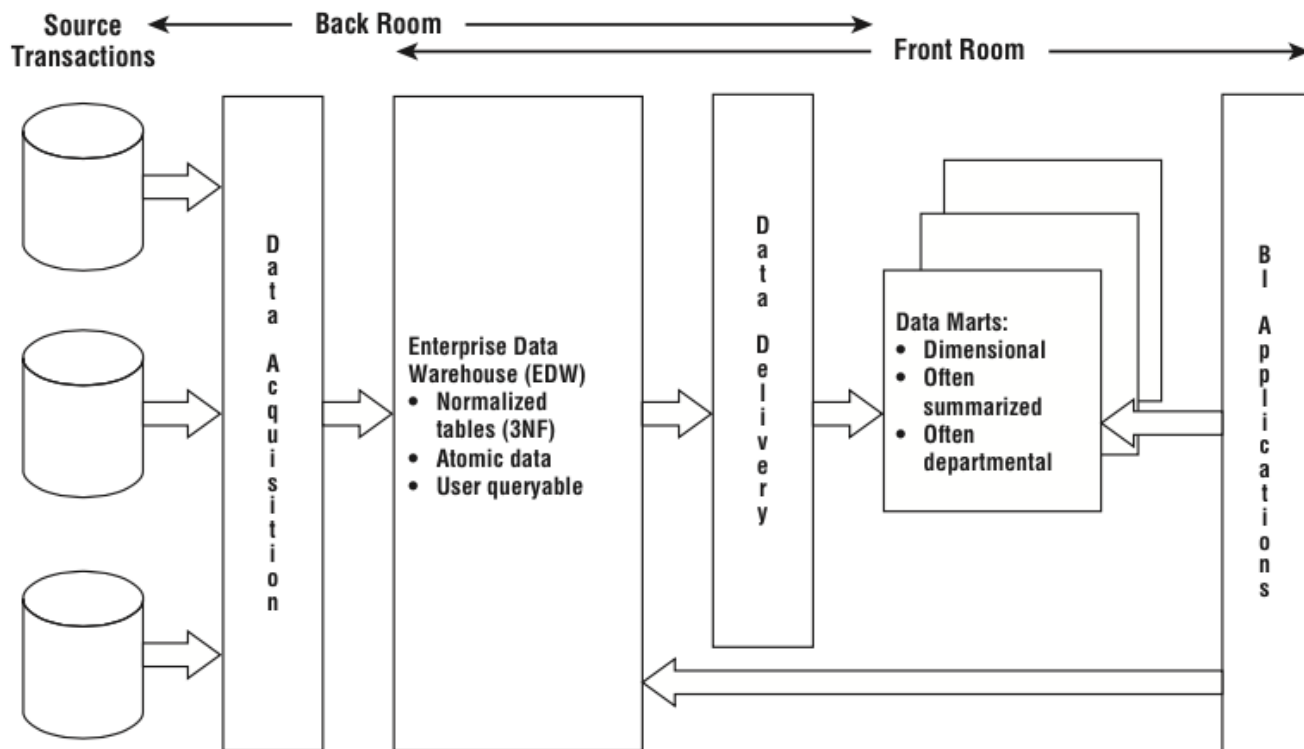 Source
Transactions
Back Room
Front Room
Data Acquisition
Enterprise Data
Warehouse (EDW)
• Normalized
tables (3NF)
• Atomic data
• User queryable
Data Delivery
Data Marts:
• Dimensional
• Often
summarized
• Often
departmental
BI Applications